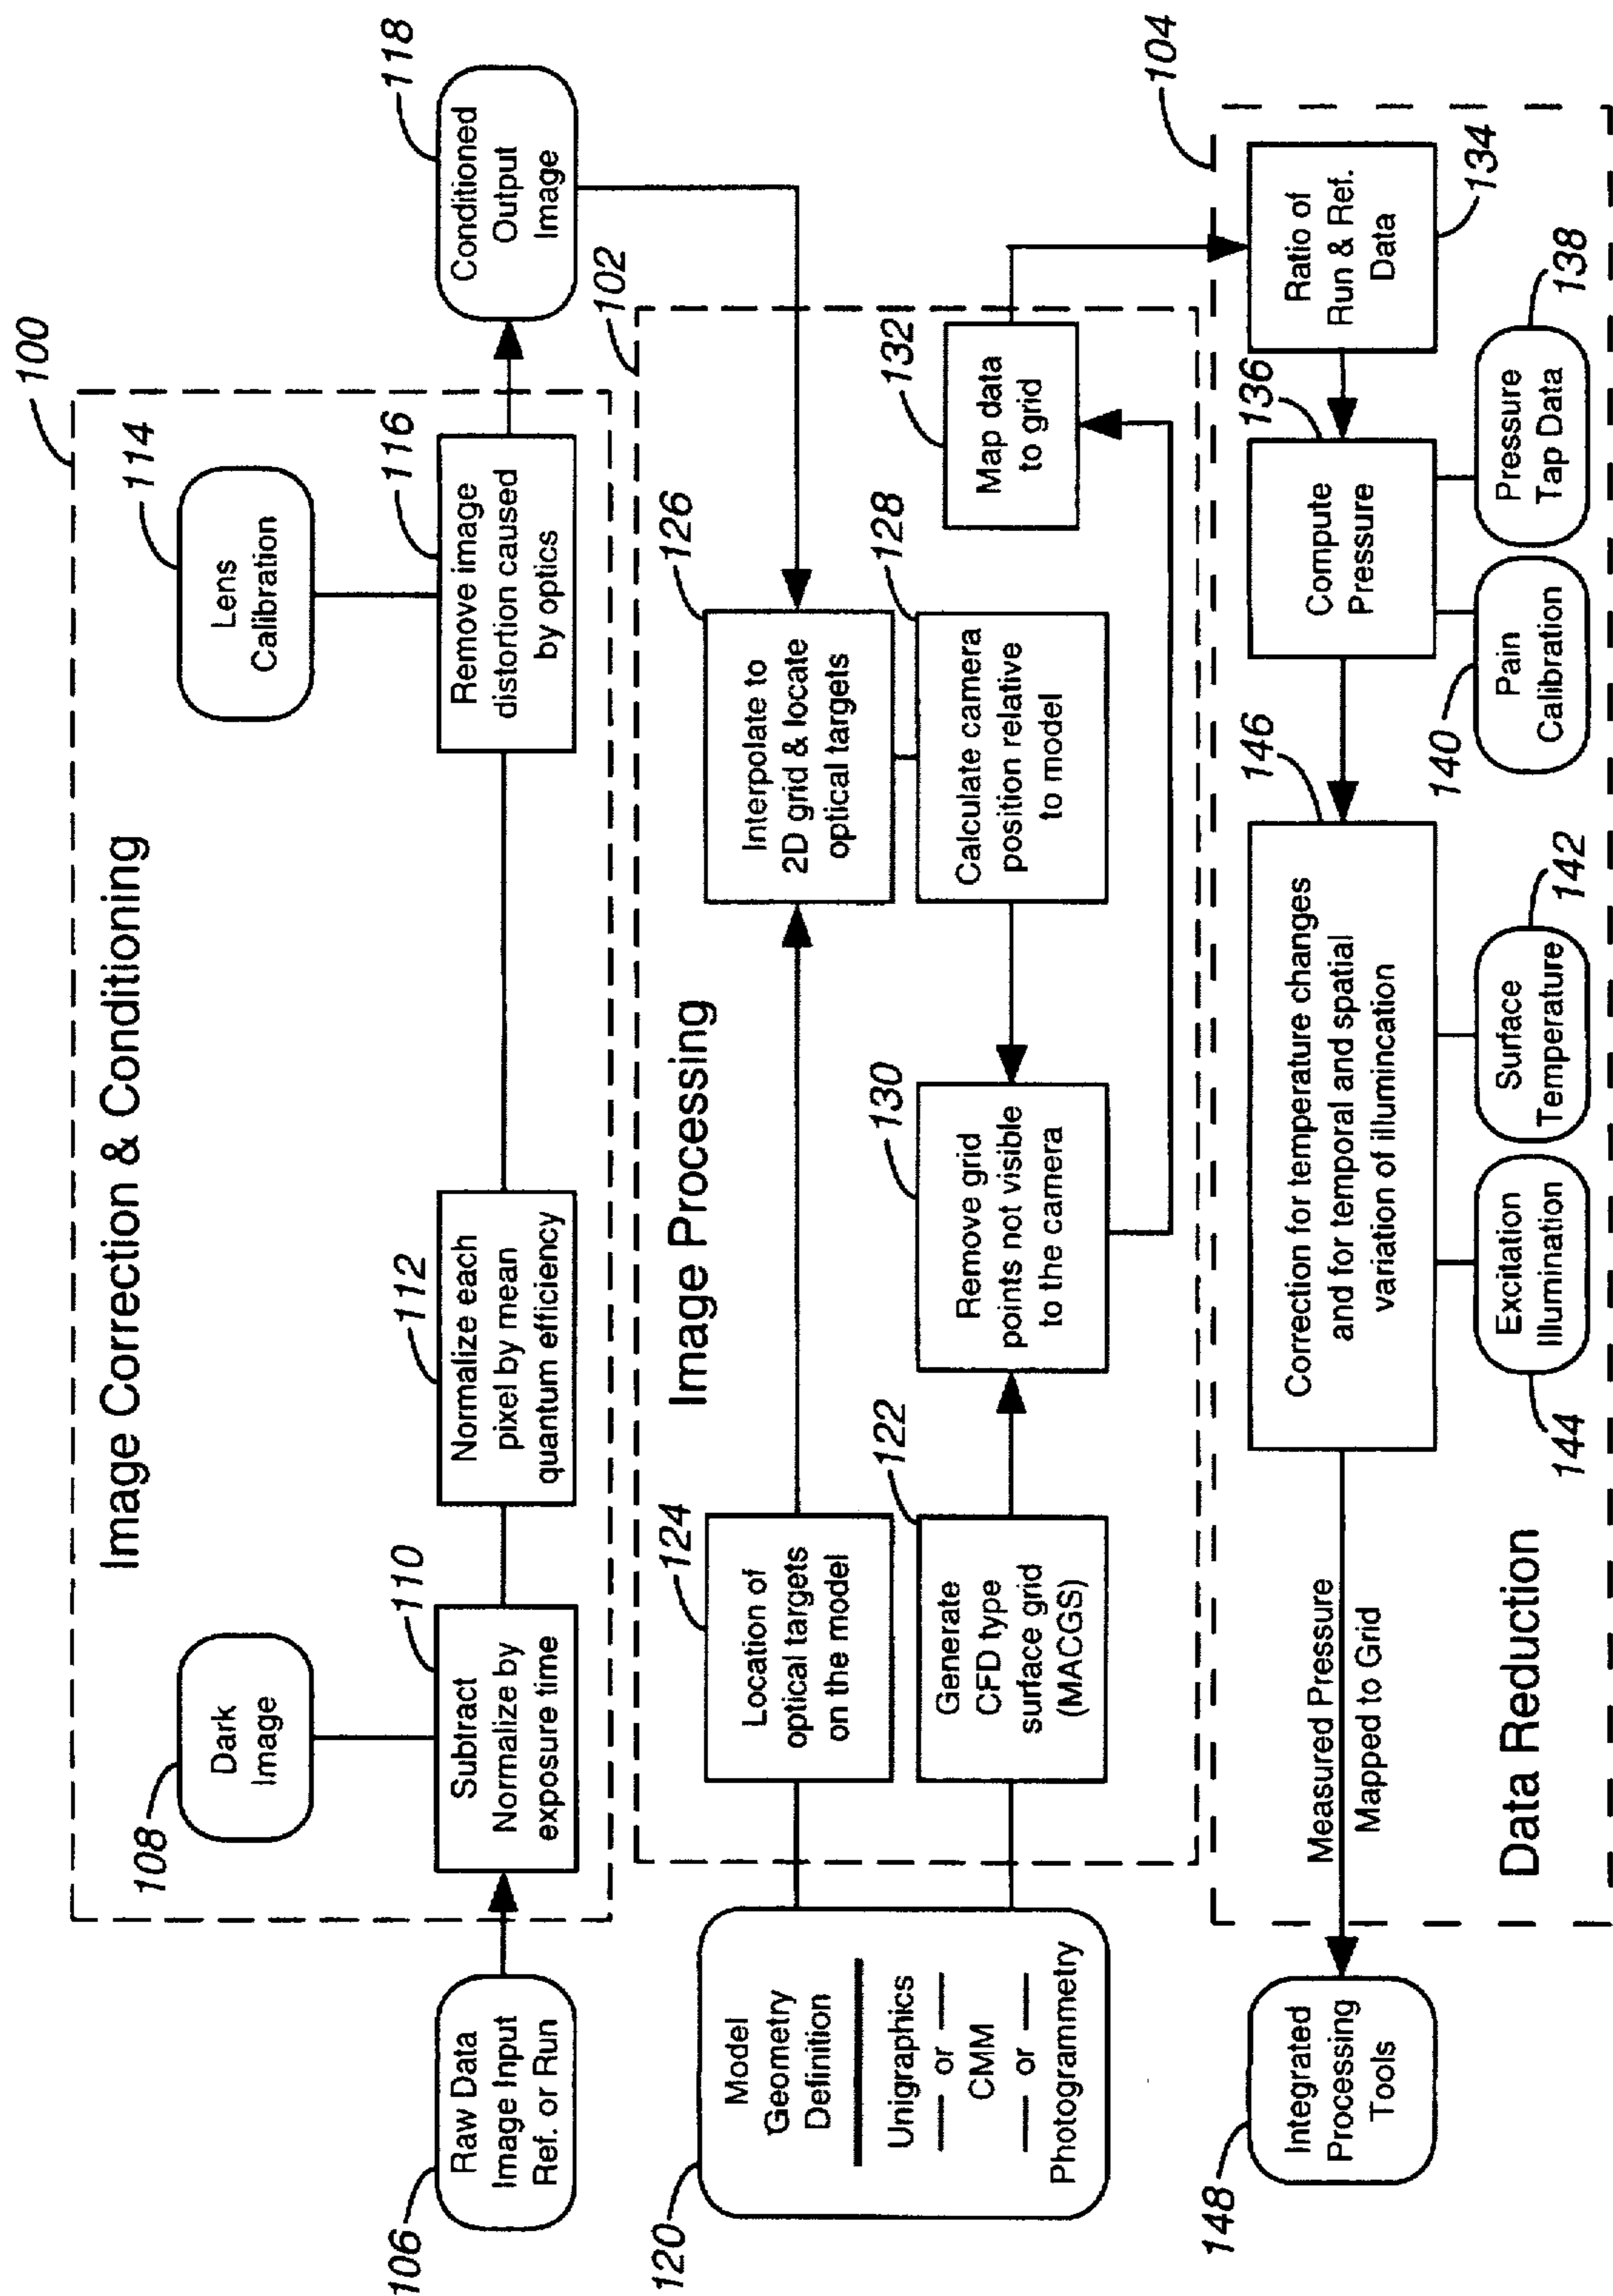 100
Image Correction & Conditioning
108
Dark
Image
114
Lens
Calibration
106
Raw Data
Image Input
Ref. or Run
110
Subtract
Normalize by
exposure time
112
Normalize each
pixel by mean
quantum efficiency
116
Remove image
distortion caused
by optics
118
Conditioned
Output
Image
102
Image Processing
120
Model
Geometry
Definition
Unigraphics
— or —
CMM
— or —
Photogrammetry
124
Location of
optical targets
on the model
126
Interpolate to
2D grid & locate
optical targets
122
Generate
CFD type
surface grid
(MACGS)
130
Remove grid
points not visible
to the camera
128
Calculate camera
position relative
to model
132
Map data
to grid
104
148
Integrated
Processing
Tools
Measured Pressure
Mapped to Grid
146
Correction for temperature changes
and for temporal and spatial
variation of illumincation
136
Compute
Pressure
Ratio of
Run & Ref.
Data
134
144
Excitation
Illumination
Surface
Temperature
142
140
Pain
Calibration
Pressure
Tap Data
138
Data Reduction